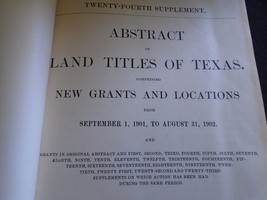 TWENTY-FOURTH SUPPLEMENT.
ABSTRACT
OF
LAND TITLES OF TEXAS.
COMPRISING
NEW GRANTS AND LOCATIONS
FROM
SEPTEMBER 1, 1901, TO AUGUST 31, 1902.
AND
GRANTS IN ORIGINAL ABSTRACT AND FIRST, SECOND, THIRD, FOURTH, FIFTH, SIXTH, SEVENTH,
EIGHTH, NINTH, TENTH, ELEVENTH, TWELFTH, THIRTEENTH, FOURTEENTH, FIF-
TEENTH, SIXTEENTH, SEVENTEENTH, EIGHTEENTH, NINETEENTH, TWEN-
TIETH, TWENTY-FIRST, TWENTY-SECOND AND TWENTY-THIRD
SUPPLEMENTS ON WHICH ACTION HAS BEEN HAD
DURING THE SAME PERIOD.